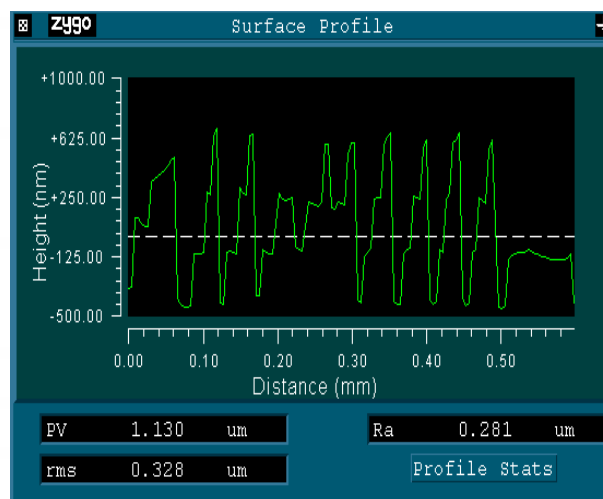 zygo Surface Profile
+1000.00
+625.00
+250.00
-125.00
-500.00
Height (nm)
0.00 0.10 0.20 0.30 0.40 0.50
Distance (mm)
PV 1.130 um
Ra 0.281 um
rms 0.328 um
Profile Stats